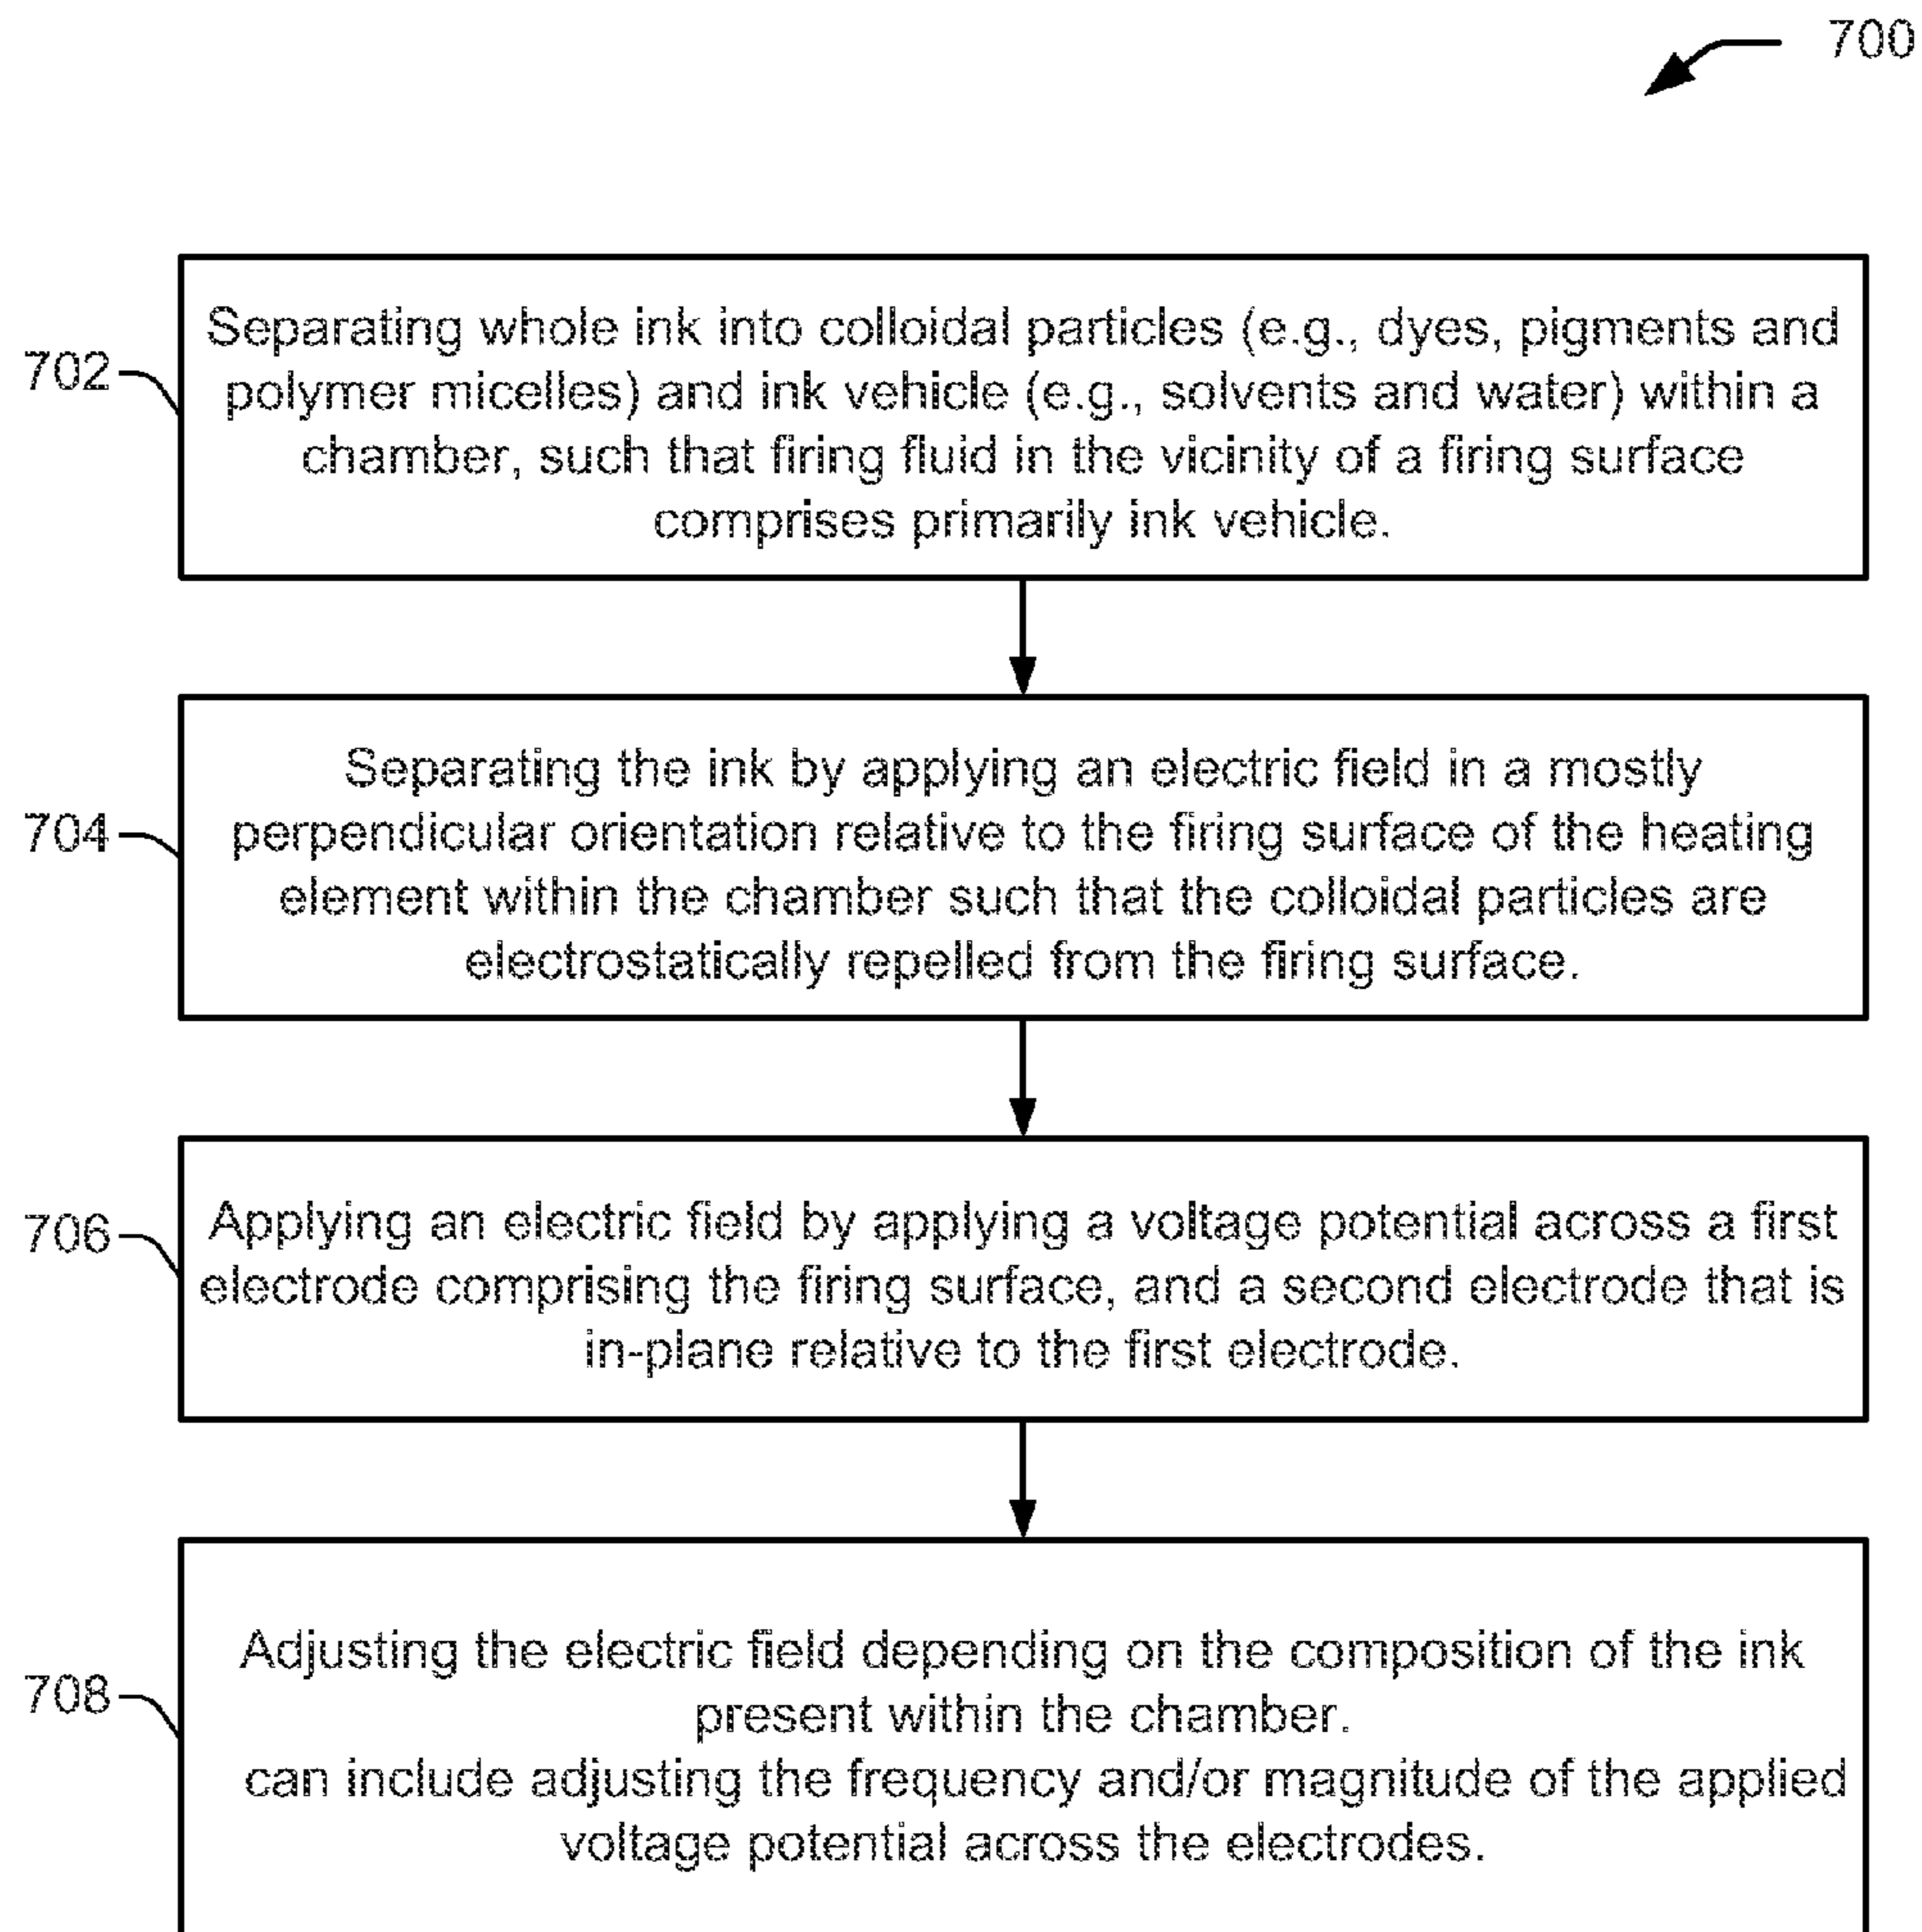 700
702
Separating whole ink into colloidal particles (e.g., dyes, pigments and
polymer micelles) and ink vehicle (e.g., solvents and water) within a
chamber, such that firing fluid in the vicinity of a firing surface
comprises primarily ink vehicle.
704
Separating the ink by applying an electric field in a mostly
perpendicular orientation relative to the firing surface of the heating
element within the chamber such that the colloidal particles are
electrostatically repelled from the firing surface.
706
Applying an electric field by applying a voltage potential across a first
electrode comprising the firing surface, and a second electrode that is
in-plane relative to the first electrode.
708
Adjusting the electric field depending on the composition of the ink
present within the chamber.
can include adjusting the frequency and/or magnitude of the applied
voltage potential across the electrodes.